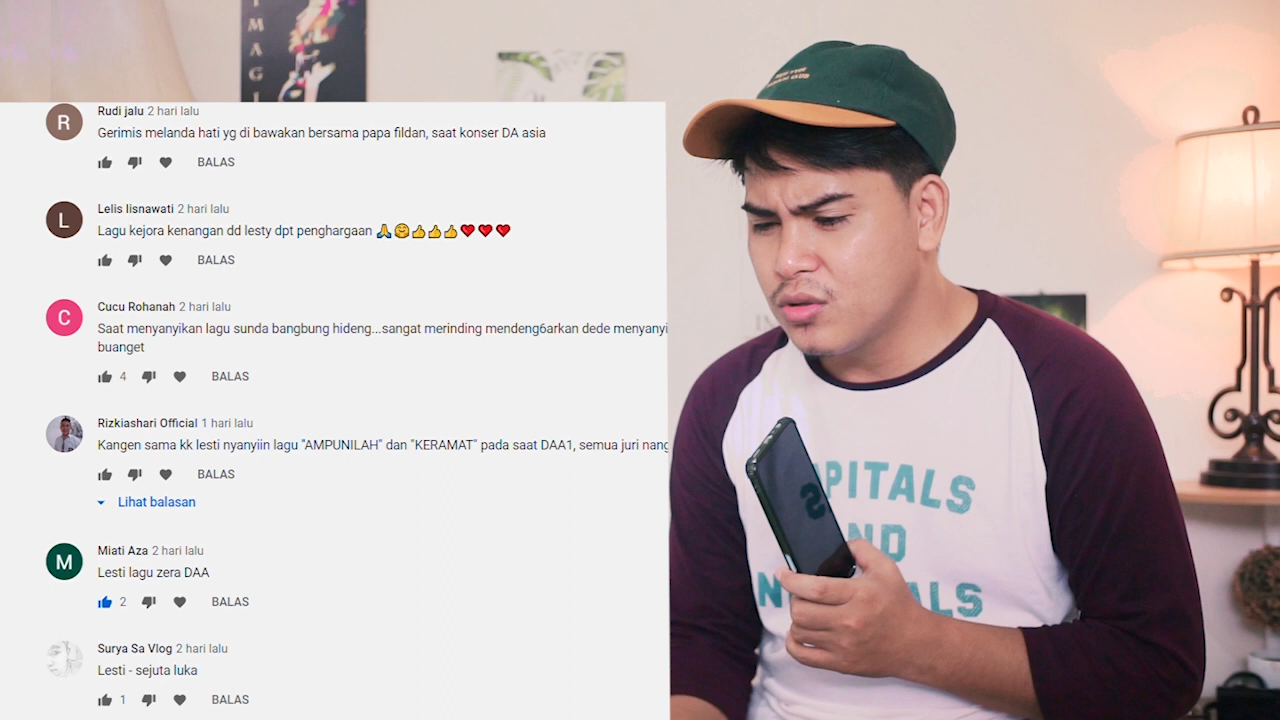 IMAGI
Rudi jalu 2 hari lalu
Gerimis melanda hati yg di bawakan bersama papa fildan, saat konser DA asia
BALAS
L
Lelis lisnawati 2 hari lalu
Lagu kejora kenangan dd lesty dpt penghargaan 🙏🤗👍👍👍❤❤❤
BALAS
C
Cucu Rohanah 2 hari lalu
Saat menyanyikan lagu sunda bangbung hideng...sangat merinding mendeng6arkan dede menyanyi
buanget
4 BALAS
Rizkiashari Official 1 hari lalu
Kangen sama kk lesti nyanyiin lagu "AMPUNILAH" dan "KERAMAT" pada saat DAA1, semua juri nang
BALAS
Lihat balasan
M
Miati Aza 2 hari lalu
Lesti lagu zera DAA
2 BALAS
Surya Sa Vlog 2 hari lalu
Lesti - sejuta luka
1 BALAS
R
PITALS
ND
ALS